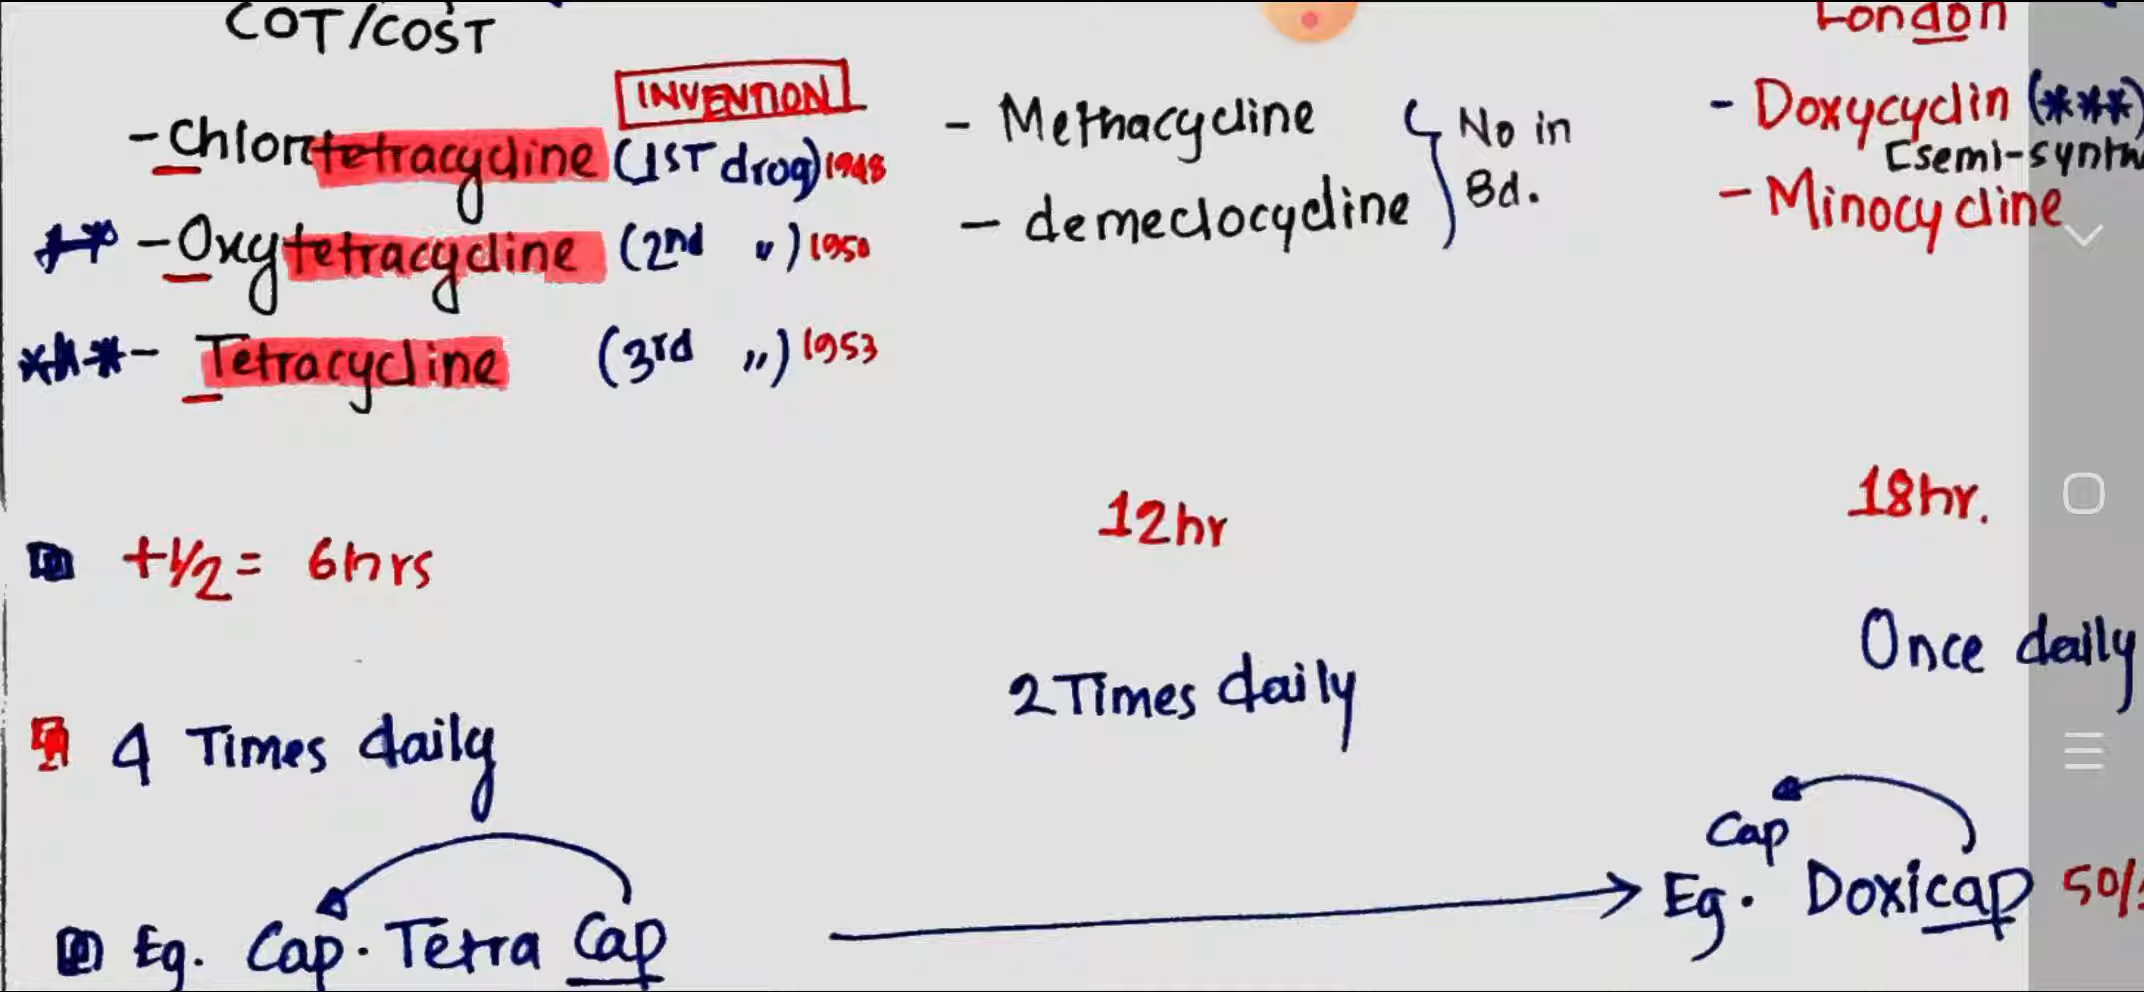 COT/COST
London
INVENTION
- Chlortetracycline (1ST drug) 1948
- Methacycline
No in
Bd.
- Doxycyclin (***)
[semi-synth
** - Oxytetracycline (2nd ") 1950
- demeclocycline
- Minocycline
*** - Tetracycline (3rd ") 1953
t1/2 = 6hrs
12hr
18hr.
4 Times daily
2 Times daily
Once daily
Eg. Cap. Tetra Cap
Cap
Eg. Doxicap 50/